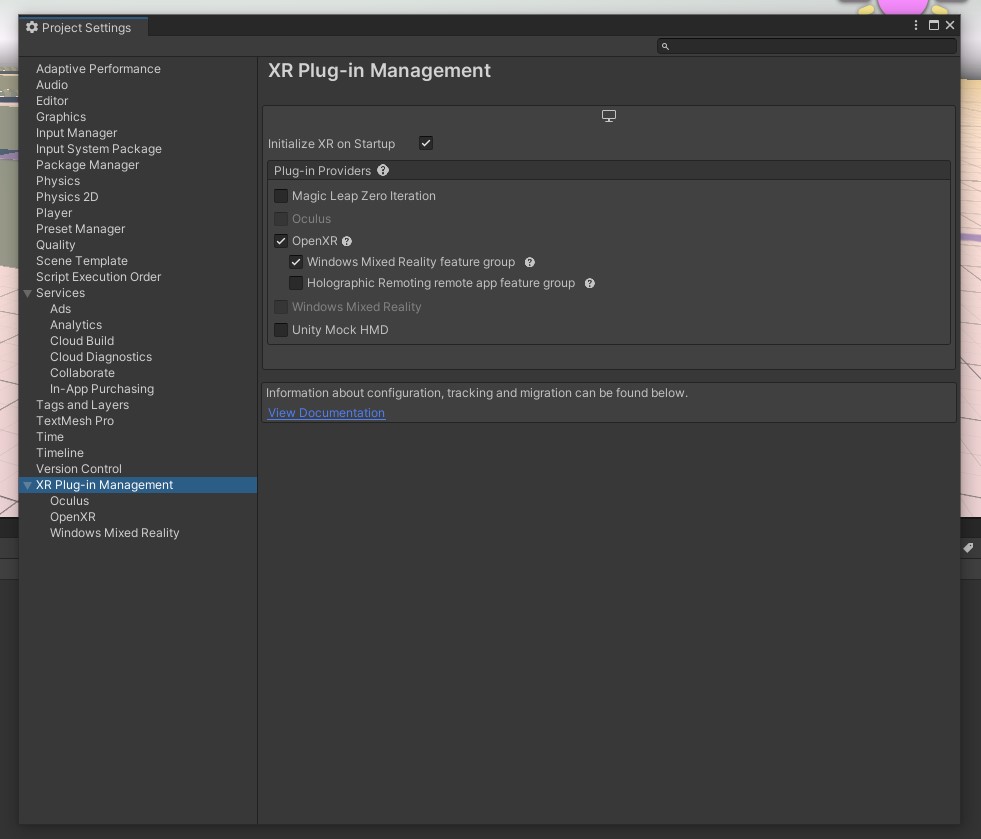 Project Settings
Adaptive Performance
Audio
Editor
Graphics
Input Manager
Input System Package
Package Manager
Physics
Physics 2D
Player
Preset Manager
Quality
Scene Template
Script Execution Order
Services
Ads
Analytics
Cloud Build
Cloud Diagnostics
Collaborate
In-App Purchasing
Tags and Layers
TextMesh Pro
Time
Timeline
Version Control
XR Plug-in Management
Oculus
OpenXR
Windows Mixed Reality
XR Plug-in Management
Initialize XR on Startup
Plug-in Providers
Magic Leap Zero Iteration
Oculus
OpenXR
Windows Mixed Reality feature group
Holographic Remoting remote app feature group
Windows Mixed Reality
Unity Mock HMD
Information about configuration, tracking and migration can be found below.
View Documentation